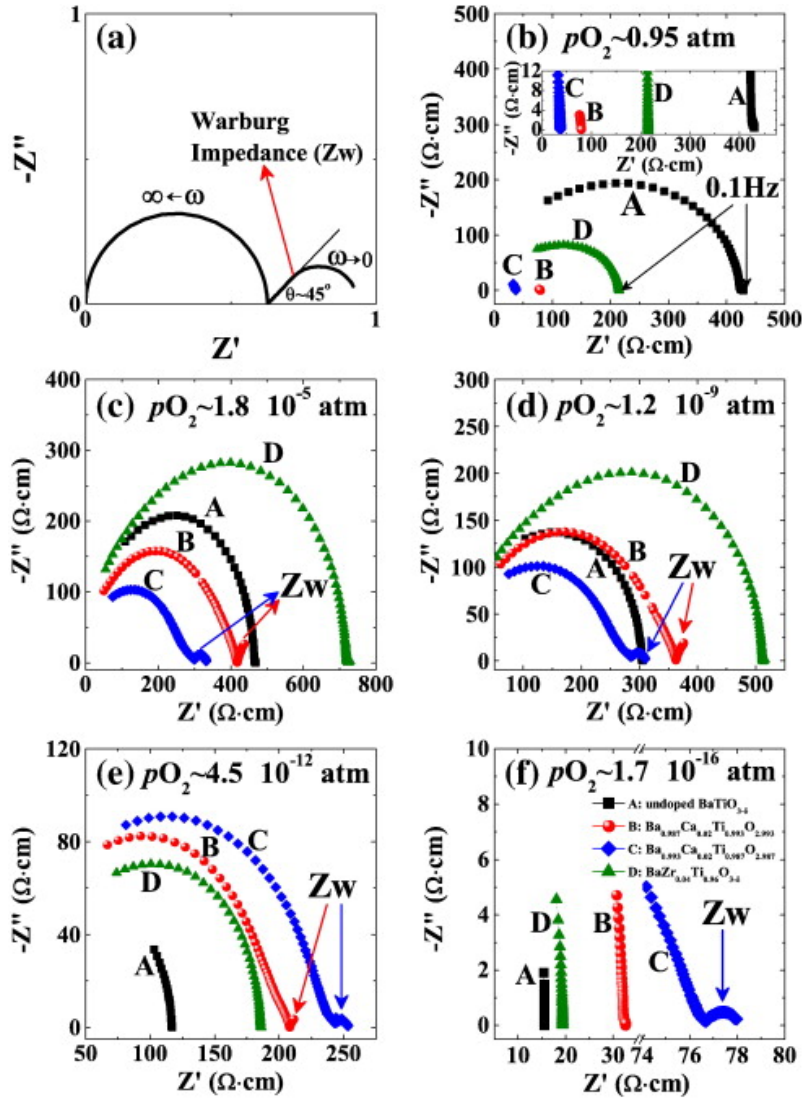 (a)
1
-Z''
0
0
1
Z'
Warburg
Impedance (Zw)
∞←ω
ω→0
θ~45°
(b) pO₂~0.95 atm
500
400
300
200
100
0
-Z'' (Ω·cm)
0 100 200 300 400 500
Z' (Ω·cm)
12
8
4
0
-Z'' (Ω·cm)
0 100 200 300 400
Z' (Ω·cm)
C
B
D
A
0.1Hz
A
D
C
B
(c) pO₂~1.8 10⁻⁵ atm
400
300
200
100
0
-Z'' (Ω·cm)
0 200 400 600 800
Z' (Ω·cm)
D
A
B
C
Zw
(d) pO₂~1.2 10⁻⁹ atm
300
250
200
150
100
50
0
-Z'' (Ω·cm)
100 200 300 400 500
Z' (Ω·cm)
D
B
A
C
Zw
(e) pO₂~4.5 10⁻¹² atm
120
80
40
0
-Z'' (Ω·cm)
50 100 150 200 250
Z' (Ω·cm)
C
B
D
A
Zw
(f) pO₂~1.7 10⁻¹⁶ atm
10
8
6
4
2
0
-Z'' (Ω·cm)
10 20 30 74 76 78 80
Z' (Ω·cm)
A: undoped BaTiO₃₋δ
B: Ba₀.₉₈₇Ca₀.₀₂Ti₀.₉₉₃O₂.₉₉₃
C: Ba₀.₉₉₃Ca₀.₀₂Ti₀.₉₈₇O₂.₉₈₇
D: BaZr₀.₀₄Ti₀.₉₆O₃₋δ
D
A
B
C
Zw